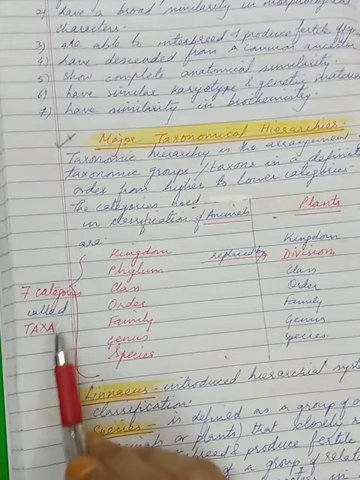 2) have a broad similarity in morphological
characters.
3) are able to interbreed & produce fertile
4) have descended from a common ancestor
5) show complete anatomical similarity.
6) have similar karyotype & genetic material
7) have similarity in biochemistry.
Major Taxonomical Hierarchies-
Taxonomic hierarchy is the arrangement
taxonomic groups / taxons in a definite
order from higher to lower categories.
The categories used
in classification of Animals
are
Plants
Kingdom
Phylum replaced by Division
Class
Order
Family
Genus
Species
Kingdom
Class
Order
Family
Genus
Species
7 categories
called
TAXA
Linnaeus - introduced hierarchial
classification.
Species - is defined as a group of
or plants) that closely
& produce fertile
of a group of